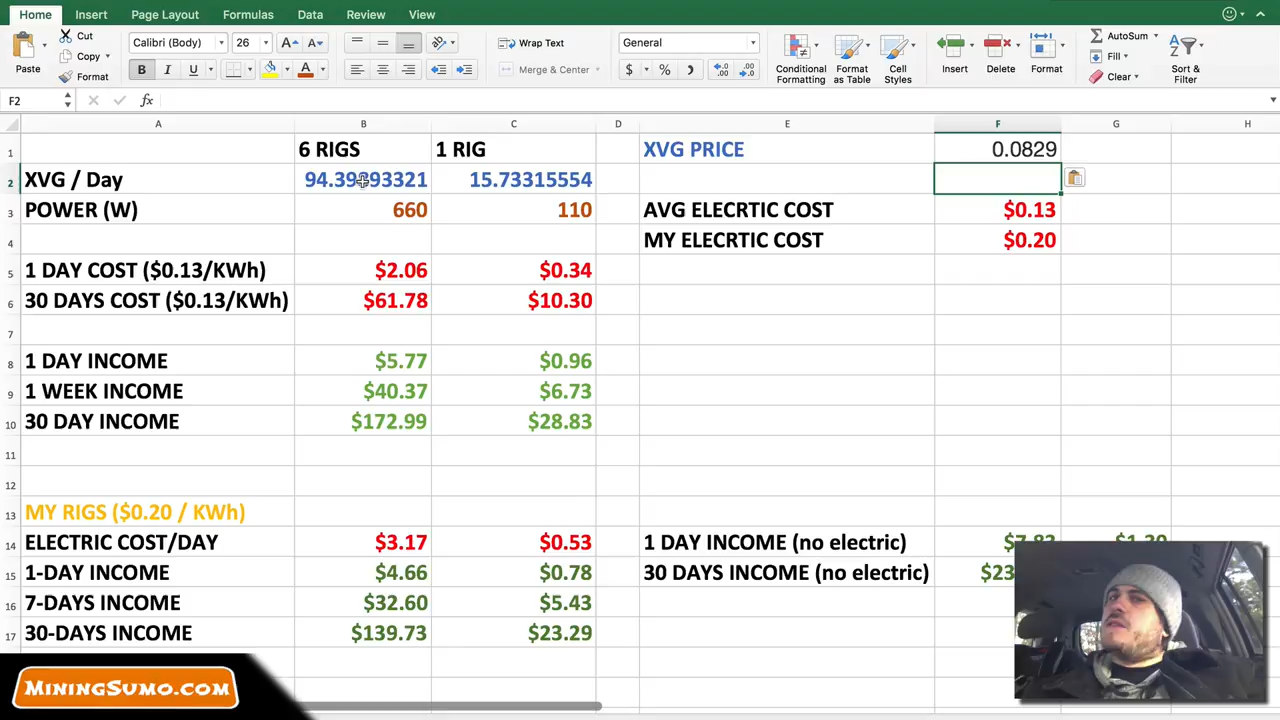 Home Insert Page Layout Formulas Data Review View
Paste Cut Copy Format Calibri (Body) 26 A A B I U A Wrap Text Merge & Center General $ % Conditional Formatting Format as Table Cell Styles Insert Delete Format AutoSum Fill Clear Sort & Filter
F2 fx
A B C D E F G H
1 6 RIGS 1 RIG XVG PRICE 0.0829
2 XVG / Day 15.73315554
3 POWER (W) 660 110 AVG ELECRTIC COST $0.13
4 MY ELECRTIC COST $0.20
5 1 DAY COST ($0.13/KWh) $2.06 $0.34
6 30 DAYS COST ($0.13/KWh) $61.78 $10.30
7
8 1 DAY INCOME $5.77 $0.96
9 1 WEEK INCOME $40.37 $6.73
10 30 DAY INCOME $172.99 $28.83
11
12
13 MY RIGS ($0.20 / KWh)
14 ELECTRIC COST/DAY $3.17 $0.53 1 DAY INCOME (no electric)
15 1-DAY INCOME $4.66 $0.78 30 DAYS INCOME (no electric)
16 7-DAYS INCOME $32.60 $5.43
17 30-DAYS INCOME $139.73 $23.29
MININGSUMO.COM